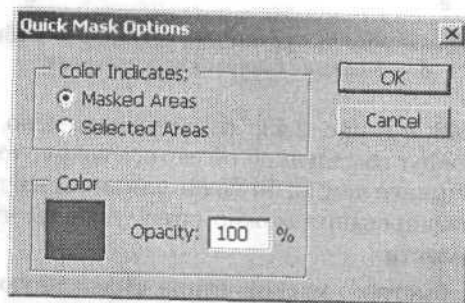 Quick Mask Options
Color Indicates:
Masked Areas
Selected Areas
OK
Cancel
Color
Opacity: 100 %